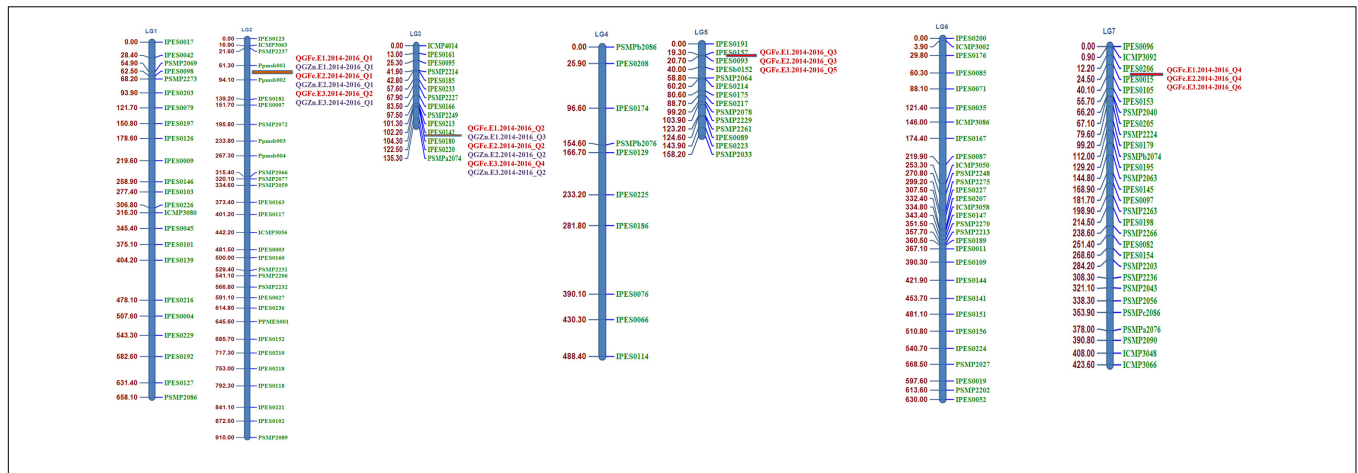 LG1
0.00 IPES0017
28.40 IPES0042
54.90 PSMP2069
62.50 IPES0098
68.20 PSMP2273
93.90 IPES0203
121.70 IPES0079
150.80 IPES0197
178.60 IPES0126
219.60 IPES0009
258.90 IPES0146
277.40 IPES0103
306.80 IPES0226
316.30 ICMP3080
345.40 IPES0045
375.10 IPES0101
404.20 IPES0139
478.10 IPES0216
507.60 IPES0004
543.30 IPES0229
582.60 IPES0192
631.40 IPES0127
658.10 PSMP2086
LG2
0.00 IPES0123
16.50 ICMP3063
21.60 PSMP2237
61.30 Ppmsb001
94.10 Ppmsb002
139.20 IPES0181
151.70 IPES0007
195.80 PSMP2072
233.80 Ppmsb003
267.30 Ppmsb004
315.40 PSMP2066
320.10 PSMP2077
334.60 PSMP2059
373.40 IPES0163
401.20 IPES0117
442.20 ICMP3056
481.50 IPES0003
500.00 IPES0160
529.40 PSMP2231
541.10 PSMP2206
566.80 PSMP2232
591.10 IPES0027
614.80 IPES0236
645.60 PPMES001
685.70 IPES0152
717.30 IPES0210
753.00 IPES0218
792.30 IPES0118
841.10 IPES0221
872.50 IPES0102
910.00 PSMP2089
QGFe.E1.2014-2016_Q1
QGZn.E1.2014-2016_Q1
QGFe.E2.2014-2016_Q1
QGZn.E2.2014-2016_Q1
QGFe.E3.2014-2016_Q2
QGZn.E3.2014-2016_Q1
LG3
0.00 ICMP4014
13.00 IPES0161
25.30 IPES0095
41.90 PSMP2214
42.80 IPES0185
57.60 IPES0233
67.90 PSMP2227
83.50 IPES0166
97.50 PSMP2249
101.30 IPES0213
102.20 IPES0142
104.30 IPES0180
122.50 IPES0220
135.30 PSMPa2074
QGFe.E1.2014-2016_Q2
QGZn.E1.2014-2016_Q3
QGFe.E2.2014-2016_Q2
QGZn.E2.2014-2016_Q2
QGFe.E3.2014-2016_Q4
QGZn.E3.2014-2016_Q2
LG4
0.00 PSMPb2086
25.90 IPES0208
96.60 IPES0174
154.60 PSMPb2076
166.70 IPES0129
233.20 IPES0225
281.80 IPES0186
390.10 IPES0076
430.30 IPES0066
488.40 IPES0114
LG5
0.00 IPES0191
19.30 IPES0157
20.70 IPES0093
40.00 IPESb0152
58.80 PSMP2064
60.20 IPES0214
80.60 IPES0175
88.70 IPES0217
99.20 PSMP2078
103.90 PSMP2229
123.20 PSMP2261
124.60 IPES0089
143.90 IPES0223
158.20 PSMP2033
QGFe.E1.2014-2016_Q3
QGFe.E2.2014-2016_Q3
QGFe.E3.2014-2016_Q5
LG6
0.00 IPES0200
3.90 ICMP3002
29.80 IPES0176
60.30 IPES0085
88.10 IPES0071
121.40 IPES0035
146.00 ICMP3086
174.40 IPES0167
219.90 IPES0087
253.30 ICMP3050
270.80 PSMP2248
299.20 PSMP2275
307.50 IPES0227
332.40 IPES0207
334.80 ICMP3058
343.40 IPES0147
351.50 PSMP2270
357.70 PSMP2213
360.50 IPES0189
367.10 IPES0011
390.30 IPES0109
421.90 IPES0144
453.70 IPES0141
481.10 IPES0151
510.80 IPES0156
540.70 IPES0224
568.50 PSMP2027
597.60 IPES0019
613.60 PSMP2202
630.00 IPES0052
LG7
0.00 IPES0096
0.90 ICMP3092
12.20 IPES0206
24.50 IPES0015
40.10 IPES0105
55.70 IPES0153
66.20 PSMP2040
67.10 IPES0205
79.60 PSMP2224
99.20 IPES0179
112.00 PSMPb2074
129.20 IPES0195
144.80 PSMP2063
168.90 IPES0145
181.70 IPES0097
198.90 PSMP2263
214.50 IPES0198
238.60 PSMP2266
251.40 IPES0082
268.60 IPES0154
284.20 PSMP2203
308.30 PSMP2236
321.10 PSMP2043
338.30 PSMP2056
353.90 PSMPc2086
378.00 PSMPa2076
390.80 PSMP2090
408.00 ICMP3048
423.60 ICMP3066
QGFe.E1.2014-2016_Q4
QGFe.E2.2014-2016_Q4
QGFe.E3.2014-2016_Q6